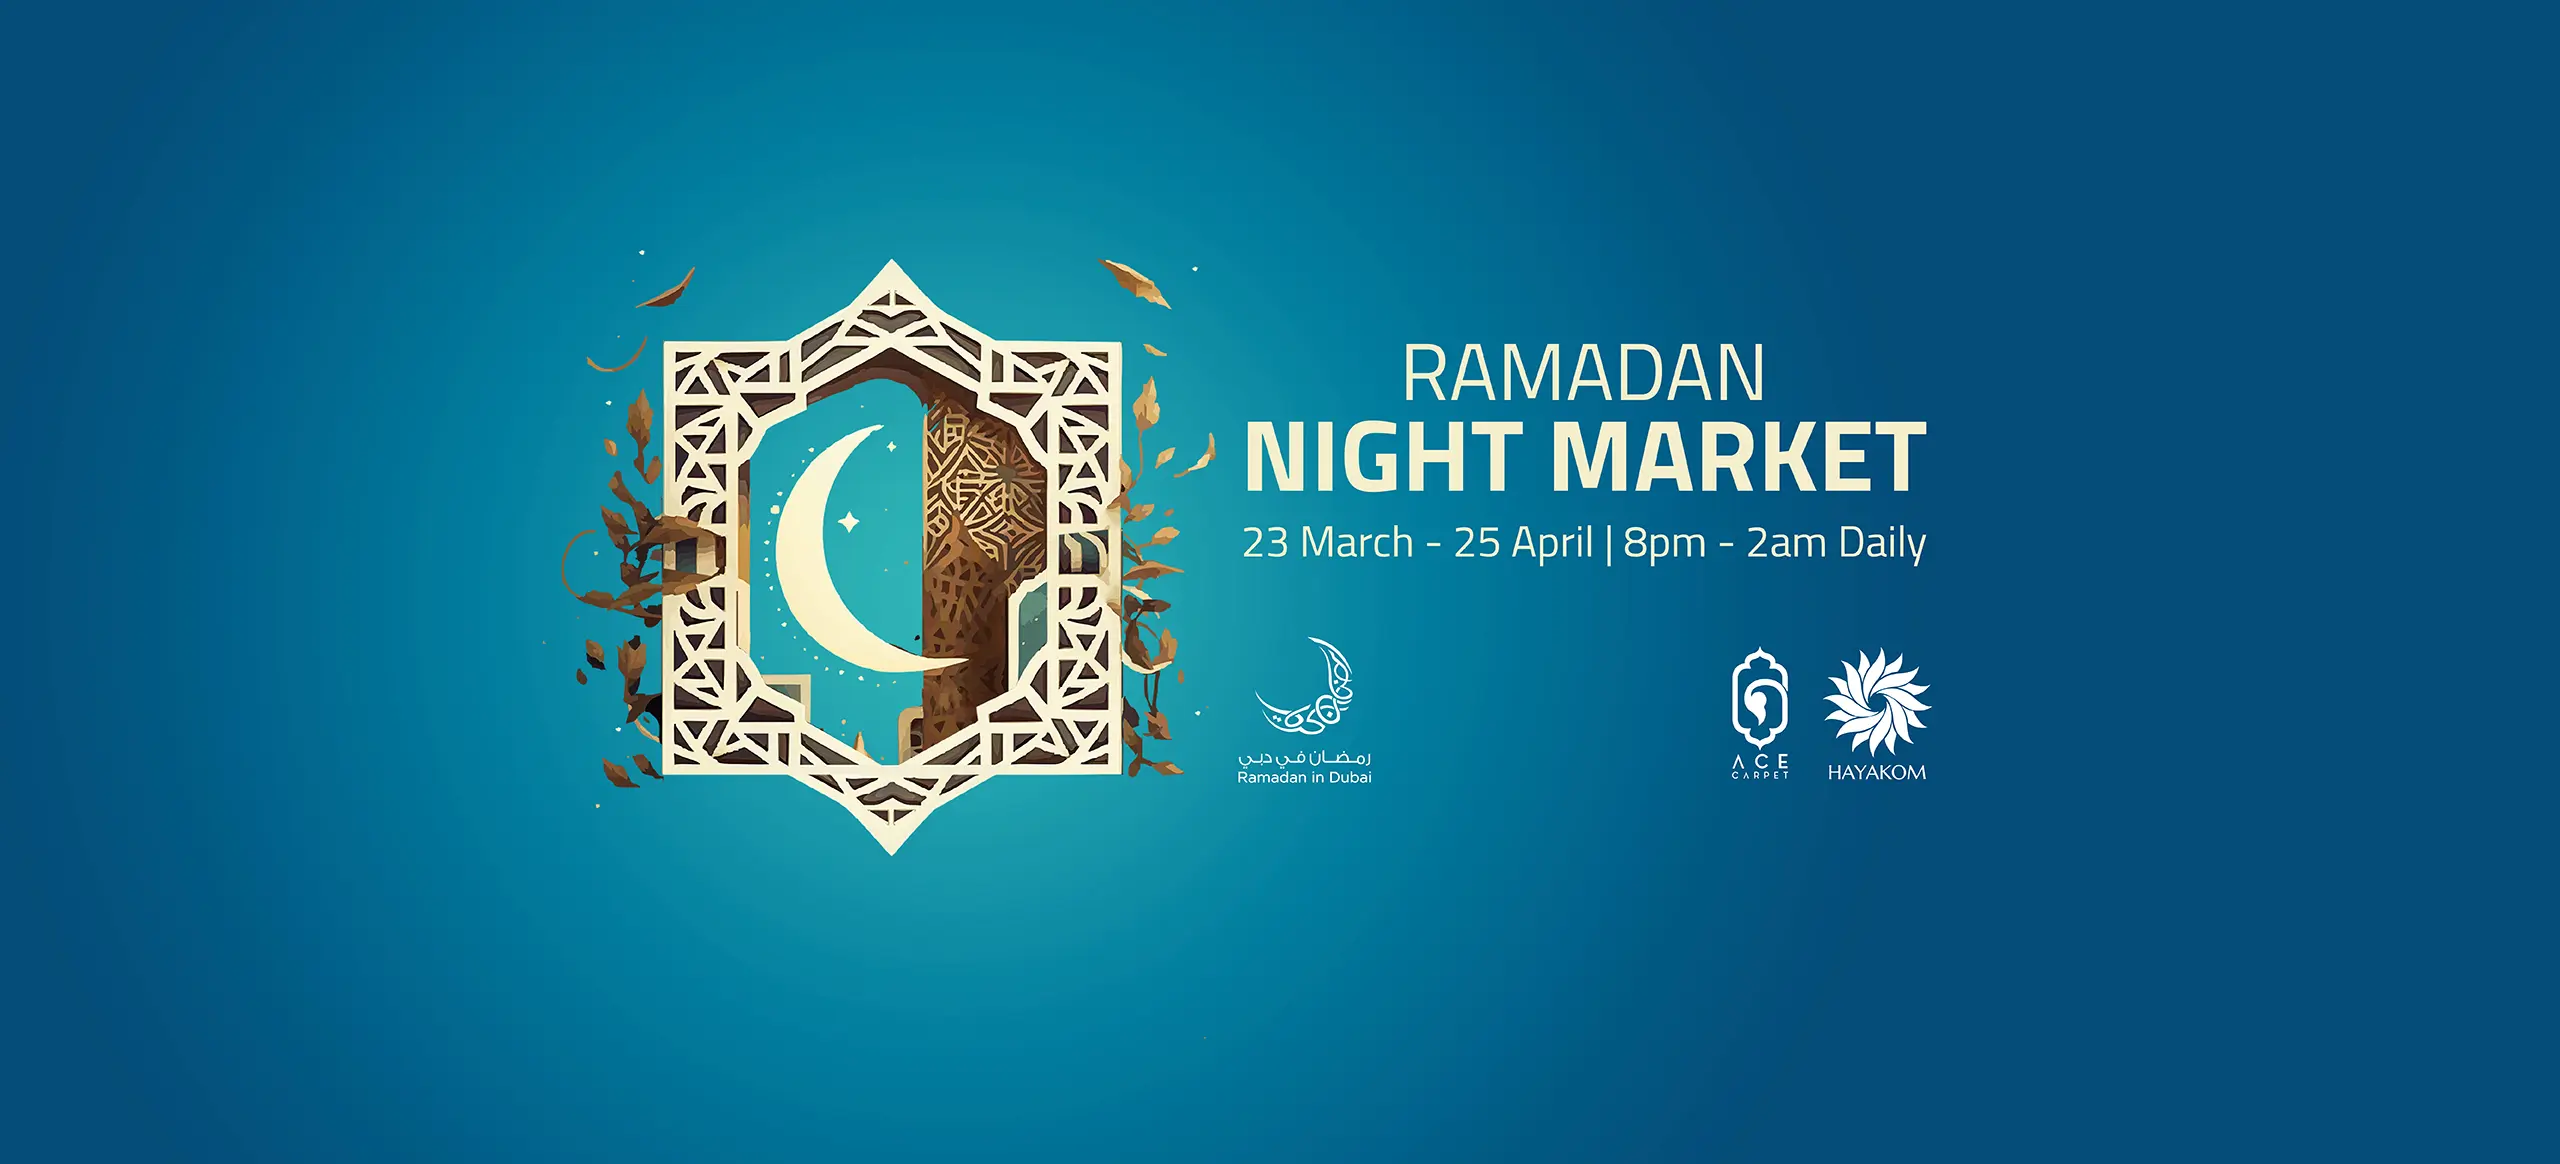 RAMADAN
NIGHT MARKET
23 March - 25 April | 8pm - 2am Daily
رمضان في دبي
Ramadan in Dubai
ACE
CARPET
HAYAKOM